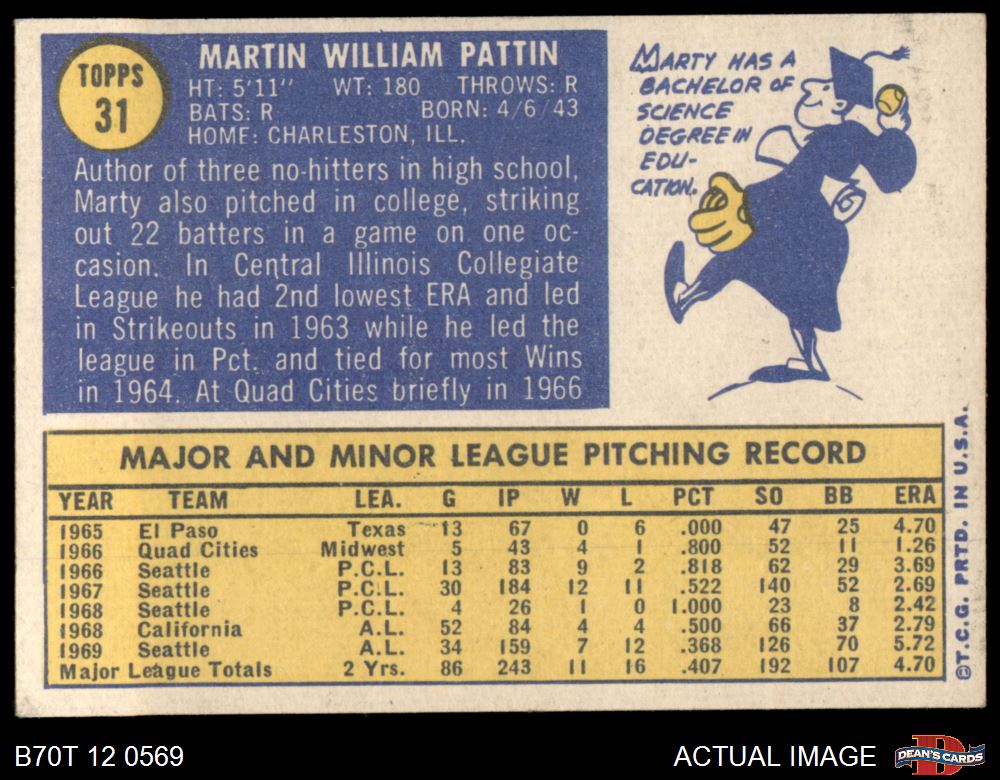 TOPPS
31
MARTIN WILLIAM PATTIN
HT: 5'11" WT: 180 THROWS: R
BATS: R BORN: 4/6/43
HOME: CHARLESTON, ILL.
Author of three no-hitters in high school,
Marty also pitched in college, striking
out 22 batters in a game on one oc-
casion. In Central Illinois Collegiate
League he had 2nd lowest ERA and led
in Strikeouts in 1963 while he led the
league in Pct. and tied for most Wins
in 1964. At Quad Cities briefly in 1966
MARTY HAS A
BACHELOR OF
SCIENCE
DEGREE IN
EDU-
CATION.
MAJOR AND MINOR LEAGUE PITCHING RECORD
YEAR TEAM LEA. G IP W L PCT SO BB ERA
1965 El Paso Texas 13 67 0 6 .000 47 25 4.70
1966 Quad Cities Midwest 5 43 4 1 .800 52 11 1.26
1966 Seattle P.C.L. 13 83 9 2 .818 62 29 3.69
1967 Seattle P.C.L. 30 184 12 11 .522 140 52 2.69
1968 Seattle P.C.L. 4 26 1 0 1.000 23 8 2.42
1968 California A.L. 52 84 4 4 .500 66 37 2.79
1969 Seattle A.L. 34 159 7 12 .368 126 70 5.72
Major League Totals 2 Yrs. 86 243 11 16 .407 192 107 4.70
©T.C.G. PRTD. IN U.S.A.
B70T 12 0569
ACTUAL IMAGE
D
DEAN'S CARDS